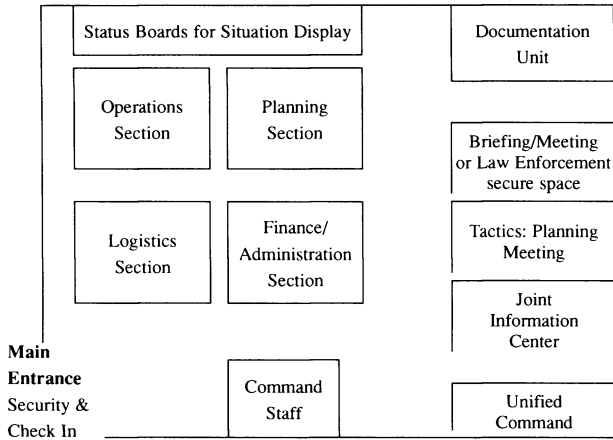 Status Boards for Situation Display
Documentation
Unit
Operations
Section
Planning
Section
Briefing/Meeting
or Law Enforcement
secure space
Logistics
Section
Finance/
Administration
Section
Tactics: Planning
Meeting
Joint
Information
Center
Main
Entrance
Security &
Check In
Command
Staff
Unified
Command